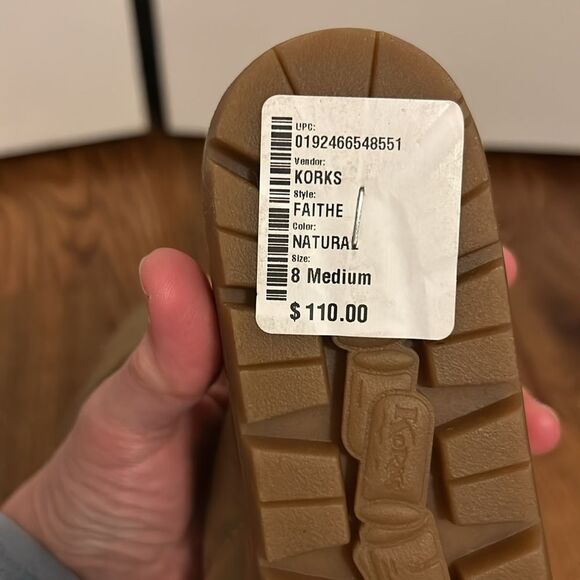 UPC:
0192466548551
Vendor:
KORKS
Style:
FAITHE
Color:
NATURAL
Size:
8 Medium
$110.00
KORKS